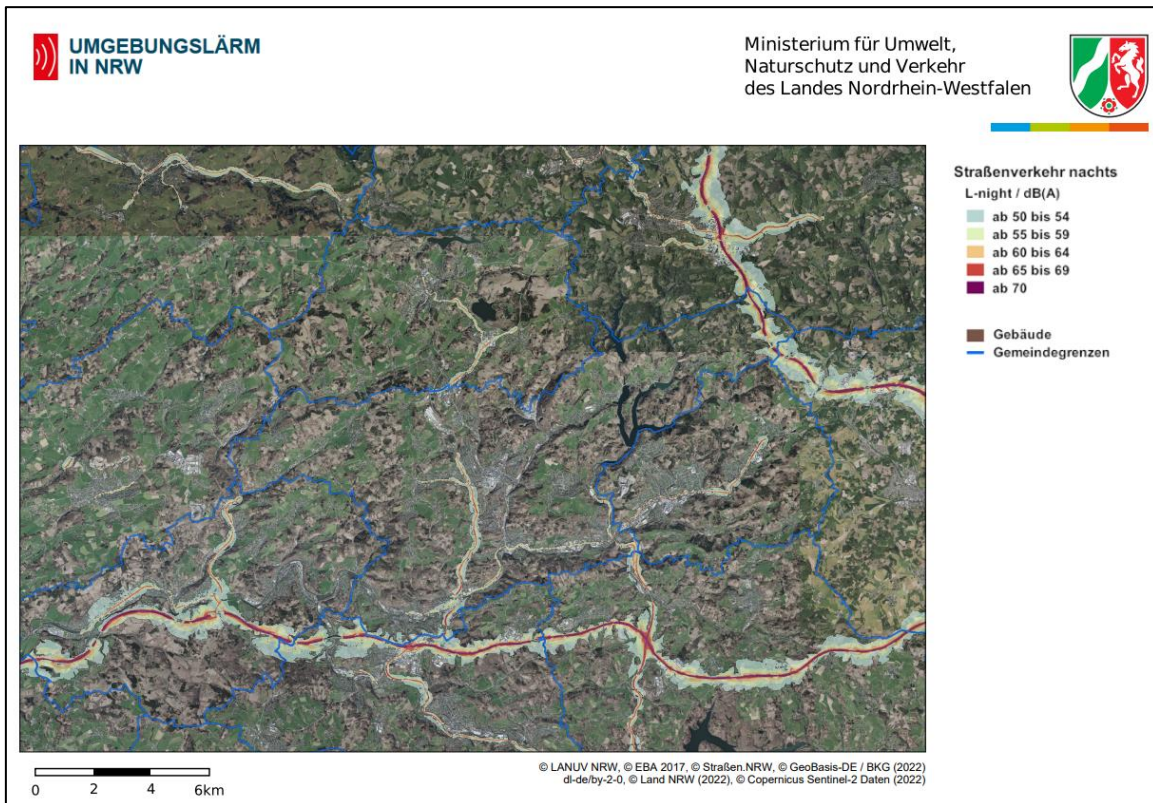 UMGEBUNGSLÄRM
IN NRW
Ministerium für Umwelt,
Naturschutz und Verkehr
des Landes Nordrhein-Westfalen
Straßenverkehr nachts
L-night / dB(A)
ab 50 bis 54
ab 55 bis 59
ab 60 bis 64
ab 65 bis 69
ab 70
Gebäude
Gemeindegrenzen
0 2 4 6km
© LANUV NRW, © EBA 2017, © Straßen.NRW, © GeoBasis-DE / BKG (2022)
dl-de/by-2-0, © Land NRW (2022), © Copernicus Sentinel-2 Daten (2022)